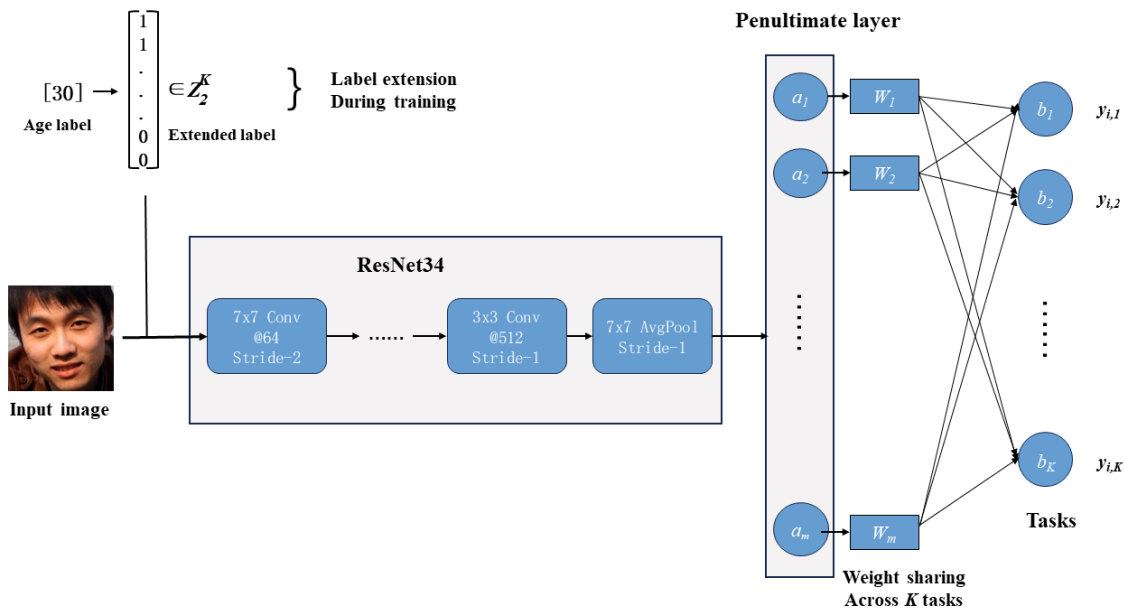 [30]
Age label
1
1
.
.
.
0
0
∈ Z₂ᴷ
}
Extended label
Label extension
During training
Input image
ResNet34
7x7 Conv
@64
Stride-2
......
3x3 Conv
@512
Stride-1
7x7 AvgPool
Stride-1
Penultimate layer
a₁
a₂
......
aₘ
W₁
W₂
Wₘ
Weight sharing
Across K tasks
b₁
b₂
......
b_K
Tasks
y_{i,1}
y_{i,2}
y_{i,K}